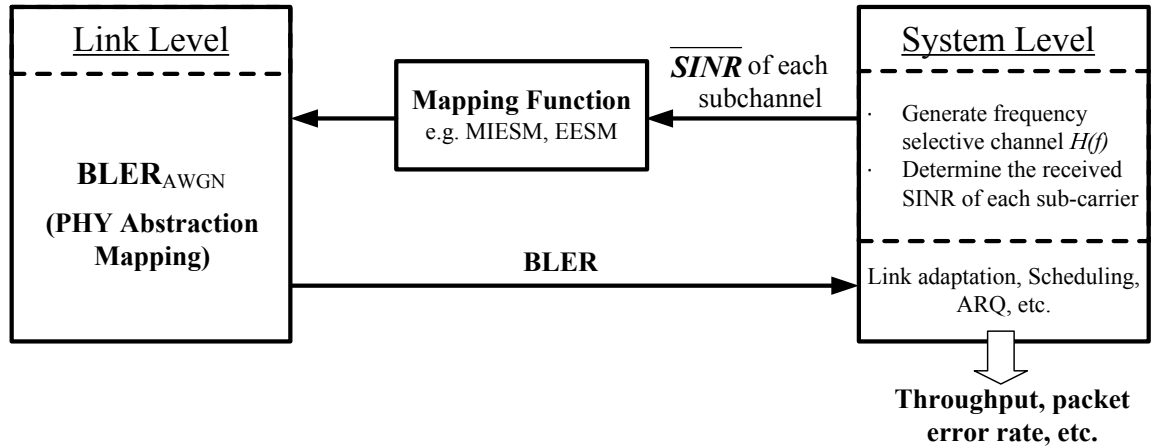 Link Level
BLER_AWGN
(PHY Abstraction
Mapping)
Mapping Function
e.g. MIESM, EESM
SINR of each
subchannel
BLER
System Level
· Generate frequency
selective channel H(f)
· Determine the received
SINR of each sub-carrier
Link adaptation, Scheduling,
ARQ, etc.
Throughput, packet
error rate, etc.